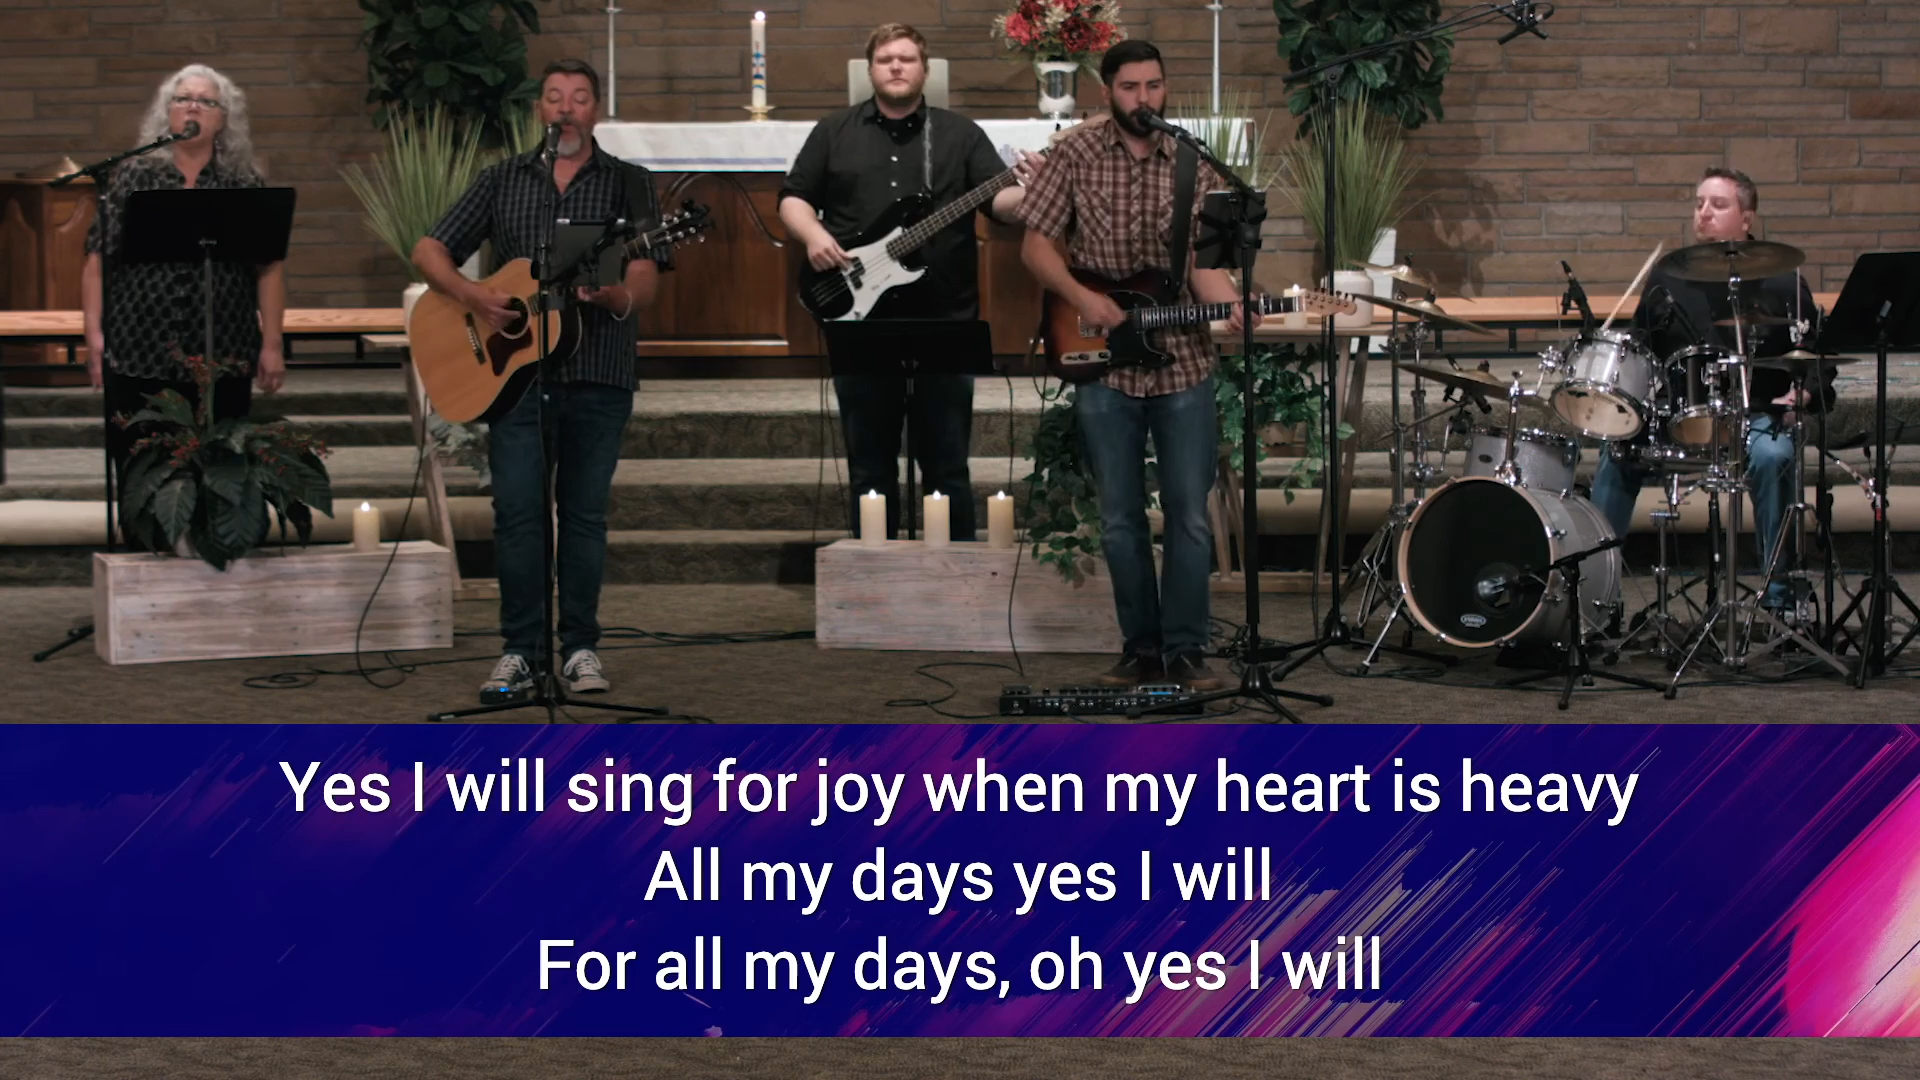 Yes I will sing for joy when my heart is heavy
All my days yes I will
For all my days, oh yes I will